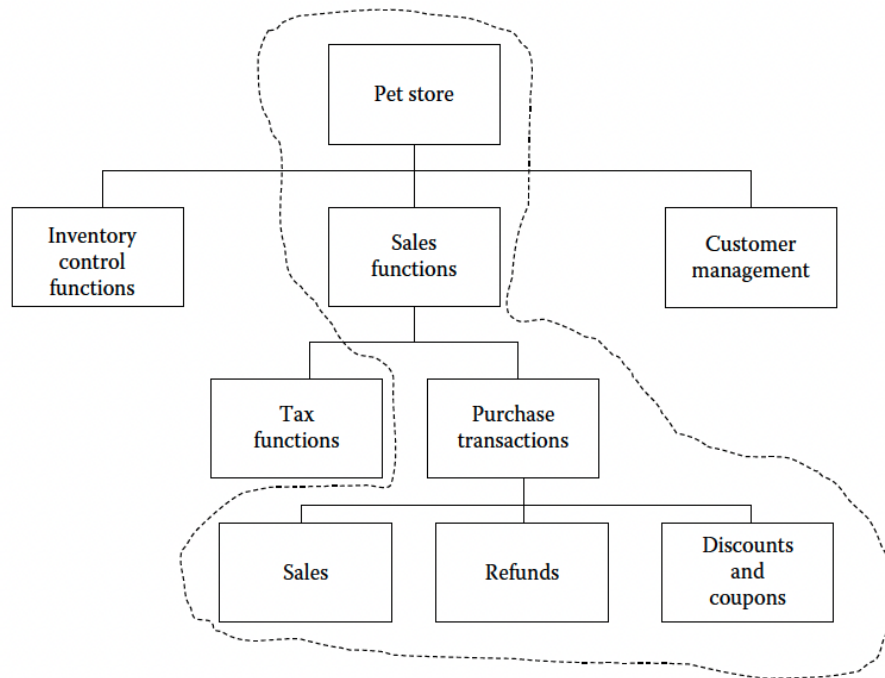 Pet store
Inventory
control
functions
Sales
functions
Customer
management
Tax
functions
Purchase
transactions
Sales
Refunds
Discounts
and
coupons